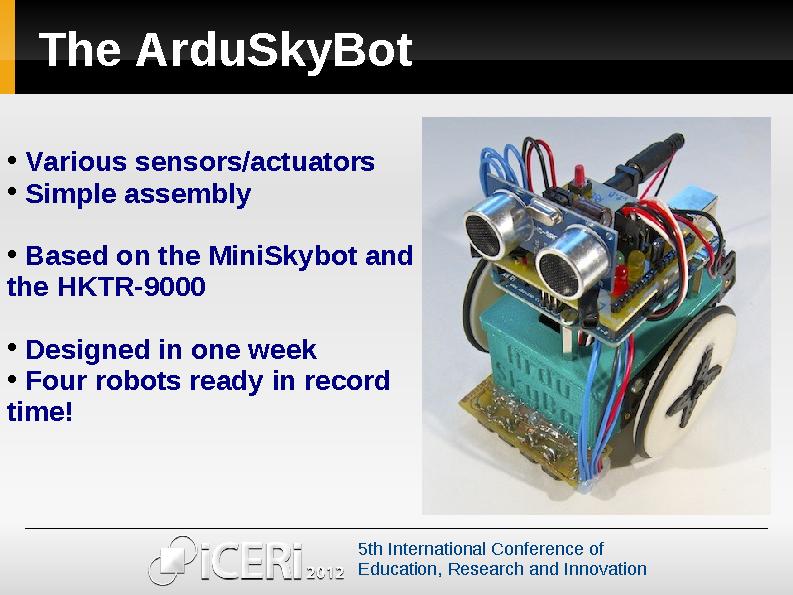 The ArduSkyBot
• Various sensors/actuators
• Simple assembly
• Based on the MiniSkybot and
the HKTR-9000
• Designed in one week
• Four robots ready in record
time!
Ardu
SkyBot
iCERi
2012
5th International Conference of
Education, Research and Innovation